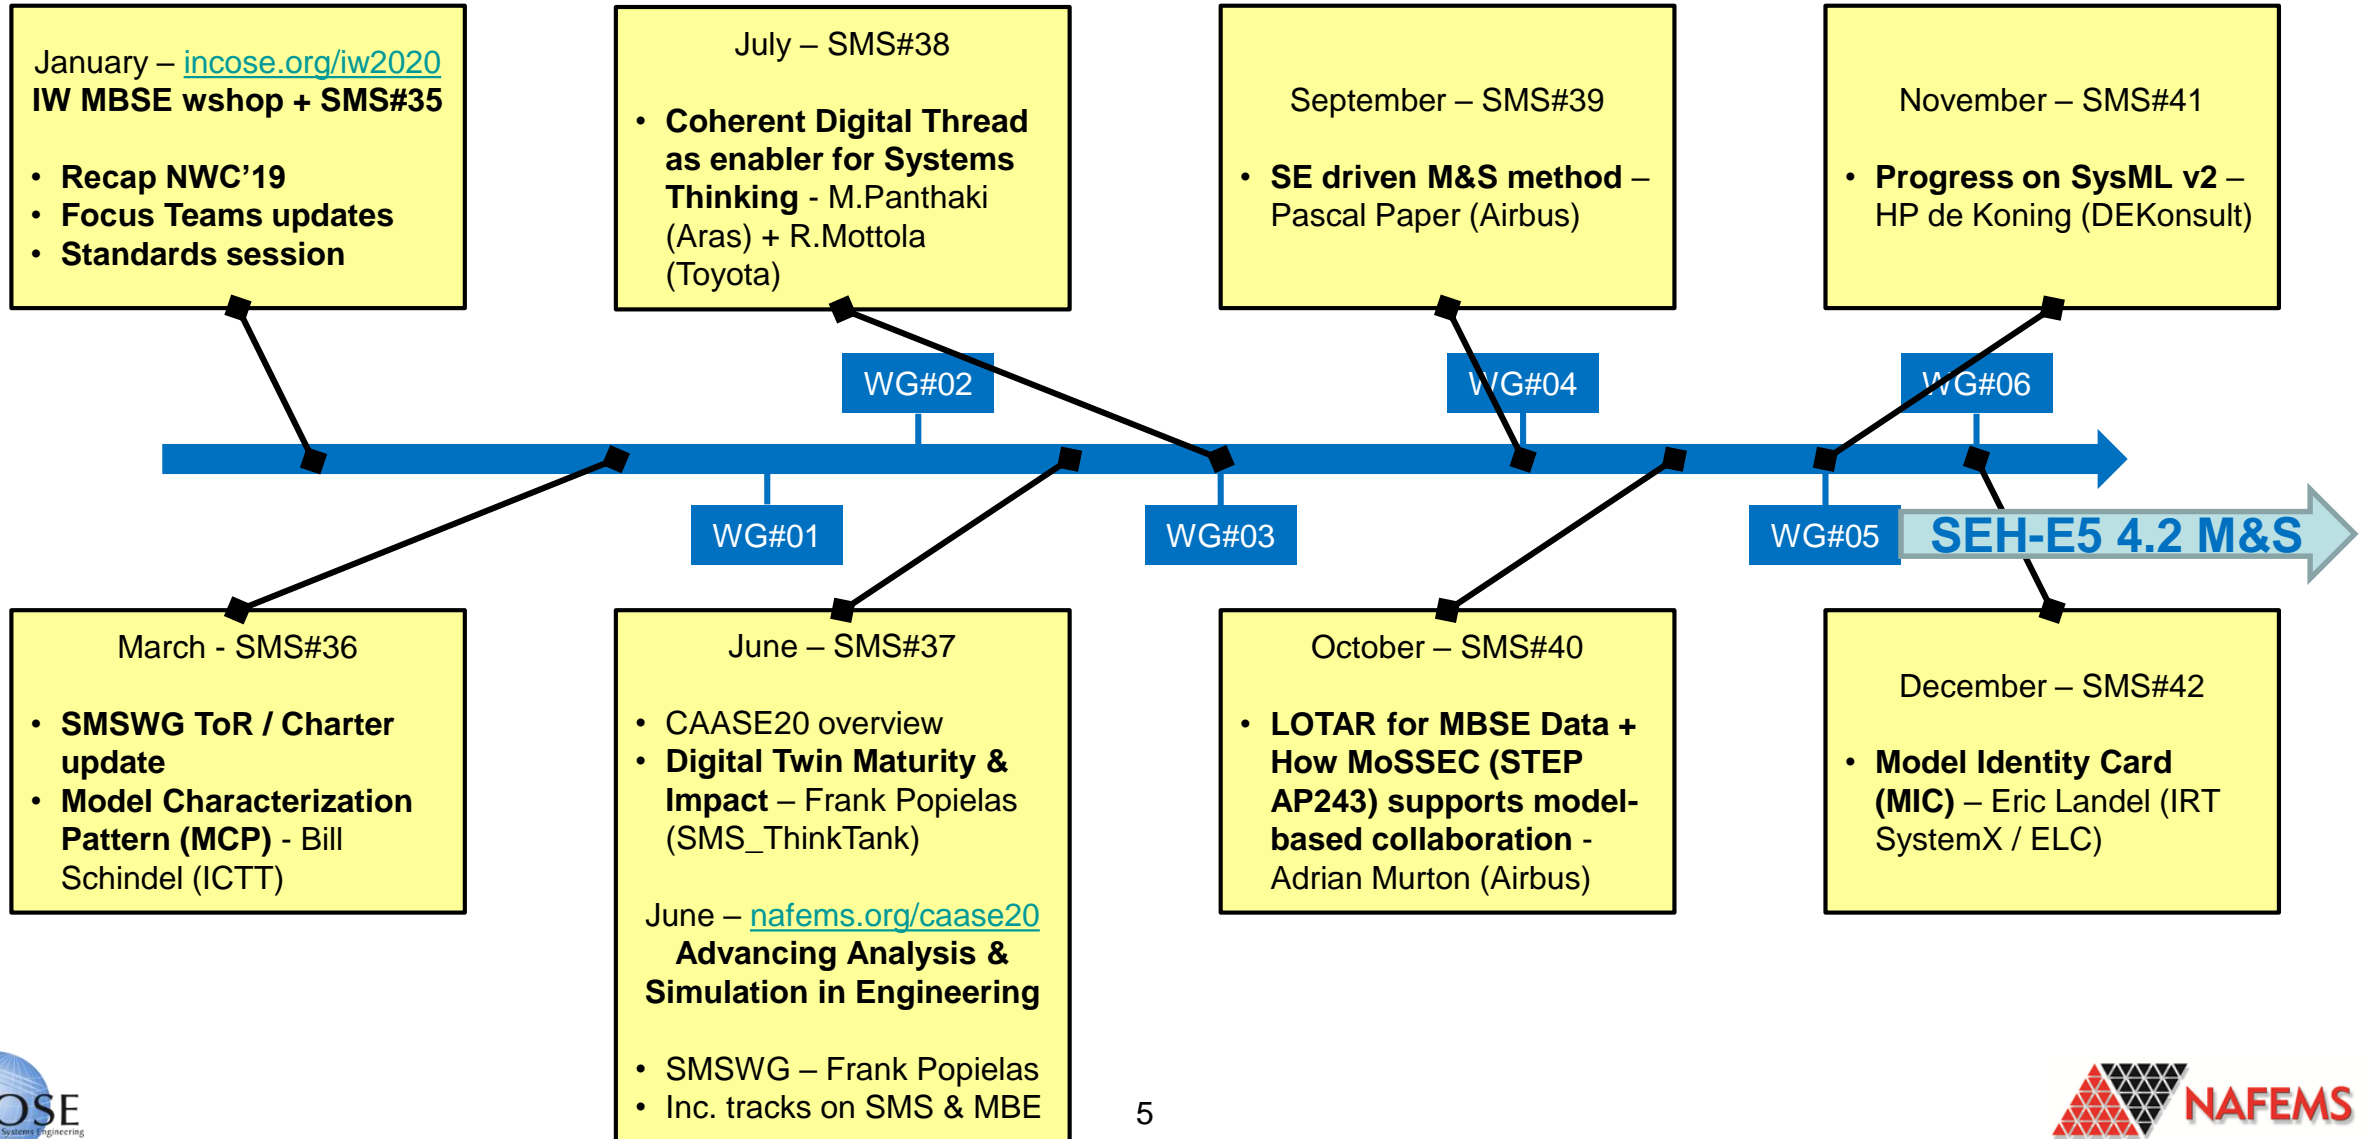 January – incose.org/iw2020
IW MBSE wshop + SMS#35
• Recap NWC’19
• Focus Teams updates
• Standards session
July – SMS#38
• Coherent Digital Thread
as enabler for Systems
Thinking - M.Panthaki
(Aras) + R.Mottola
(Toyota)
September – SMS#39
• SE driven M&S method –
Pascal Paper (Airbus)
November – SMS#41
• Progress on SysML v2 –
HP de Koning (DEKonsult)
WG#02
WG#04
WG#06
WG#01
WG#03
WG#05
SEH-E5 4.2 M&S
March - SMS#36
• SMSWG ToR / Charter
update
• Model Characterization
Pattern (MCP) - Bill
Schindel (ICTT)
June – SMS#37
• CAASE20 overview
• Digital Twin Maturity &
Impact – Frank Popielas
(SMS_ThinkTank)
June – nafems.org/caase20
Advancing Analysis &
Simulation in Engineering
• SMSWG – Frank Popielas
• Inc. tracks on SMS & MBE
October – SMS#40
• LOTAR for MBSE Data +
How MoSSEC (STEP
AP243) supports model-
based collaboration -
Adrian Murton (Airbus)
December – SMS#42
• Model Identity Card
(MIC) – Eric Landel (IRT
SystemX / ELC)
OSE
Systems Engineering
5
NAFEMS